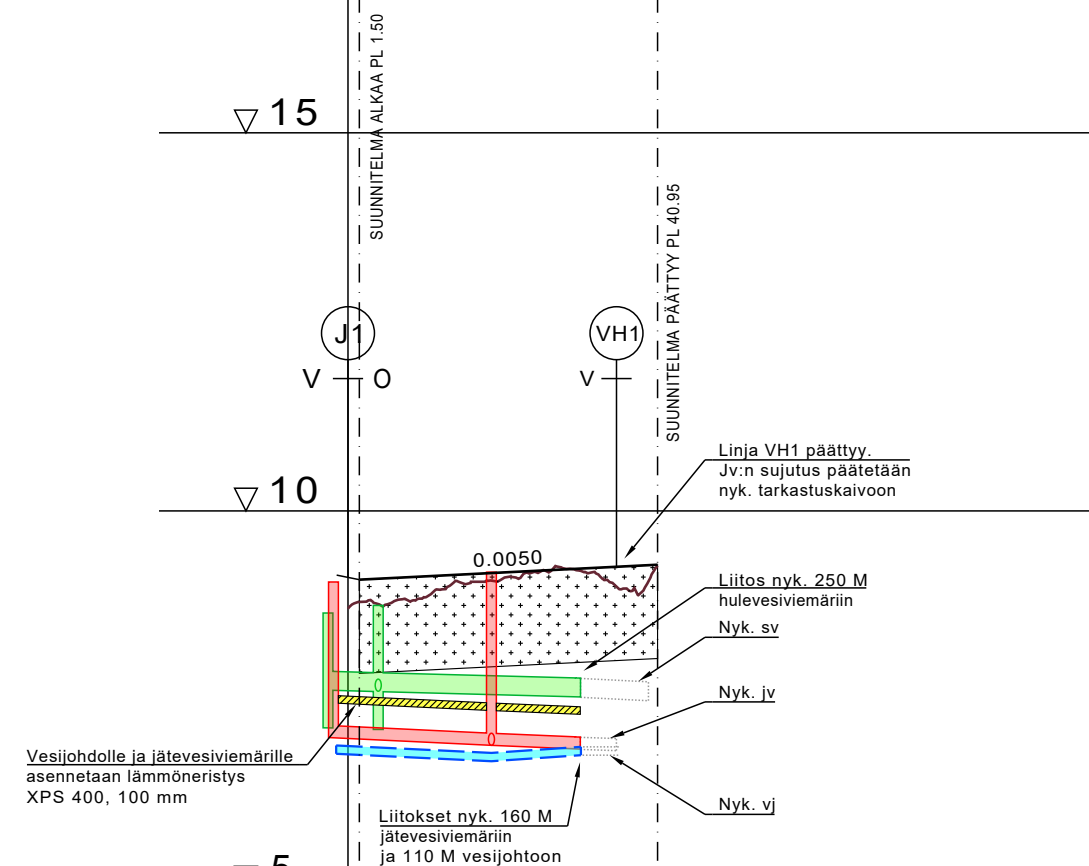 SUUNNITELMA ALKAA PL 1.50
15
SUUNNITELMA PÄÄTTYY PL 40.95
J1
VH1
V
O
V
Linja VH1 päättyy.
Jv:n sujutus päätetään
nyk. tarkastuskaivoon
10
0.0050
Liitos nyk. 250 M
hulevesiviemäriin
Nyk. sv
Nyk. jv
Vesijohdolle ja jätevesiviemärille
asennetaan lämmöneristys
XPS 400, 100 mm
Nyk. vj
Liitokset nyk. 160 M
jätevesiviemäriin
ja 110 M vesijohtoon
5